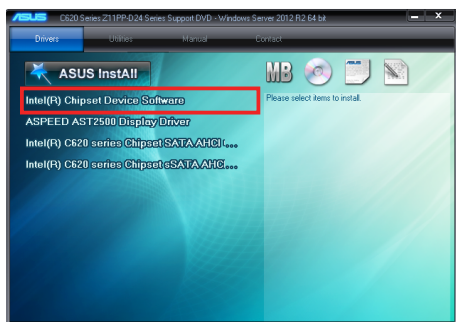 ASUS C620 Series Z11PP-D24 Series Support DVD - Windows Server 2012 R2 64 bit
Drivers Utilities Manual Contact
ASUS InstAll
MB
Intel(R) Chipset Device Software
Please select items to install.
ASPEED AST2500 Display Driver
Intel(R) C620 series Chipset SATA AHCI (...
Intel(R) C620 series Chipset sSATA AHC...